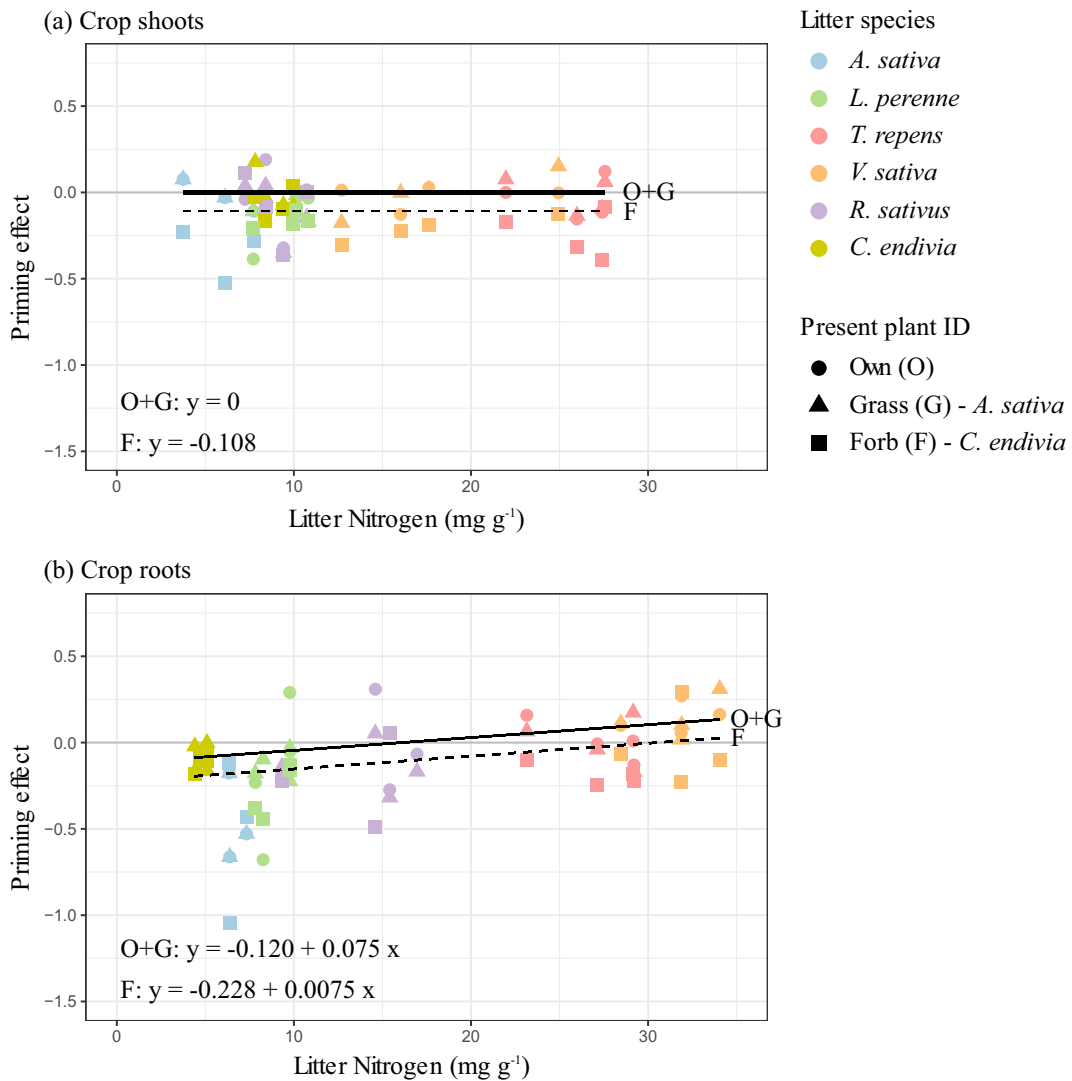 (a) Crop shoots
Litter species
A. sativa
L. perenne
T. repens
V. sativa
R. sativus
C. endivia
Present plant ID
Own (O)
Grass (G) - A. sativa
Forb (F) - C. endivia
Priming effect
0.5
0.0
−0.5
−1.0
−1.5
O+G
F
O+G: y = 0
F: y = -0.108
0
10
20
30
Litter Nitrogen (mg g-1)
(b) Crop roots
Priming effect
0.5
0.0
−0.5
−1.0
−1.5
O+G
F
O+G: y = -0.120 + 0.075 x
F: y = -0.228 + 0.0075 x
0
10
20
30
Litter Nitrogen (mg g-1)